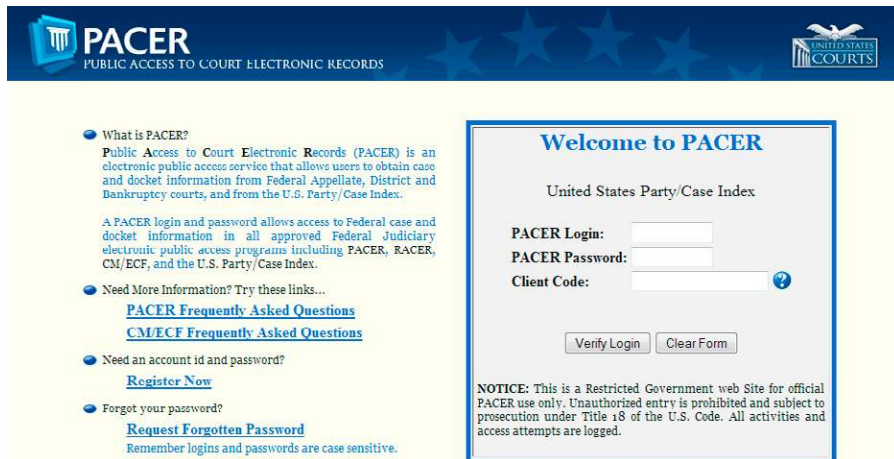 PACER
PUBLIC ACCESS TO COURT ELECTRONIC RECORDS
UNITED STATES
COURTS
What is PACER?
Public Access to Court Electronic Records (PACER) is an
electronic public access service that allows users to obtain case
and docket information from Federal Appellate, District and
Bankruptcy courts, and from the U.S. Party/Case Index.
A PACER login and password allows access to Federal case and
docket information in all approved Federal Judiciary
electronic public access programs including PACER, RACER,
CM/ECF, and the U.S. Party/Case Index.
Need More Information? Try these links...
PACER Frequently Asked Questions
CM/ECF Frequently Asked Questions
Need an account id and password?
Register Now
Forgot your password?
Request Forgotten Password
Remember logins and passwords are case sensitive.
Welcome to PACER
United States Party/Case Index
PACER Login:
PACER Password:
Client Code:
?
Verify Login Clear Form
NOTICE: This is a Restricted Government web Site for official
PACER use only. Unauthorized entry is prohibited and subject to
prosecution under Title 18 of the U.S. Code. All activities and
access attempts are logged.